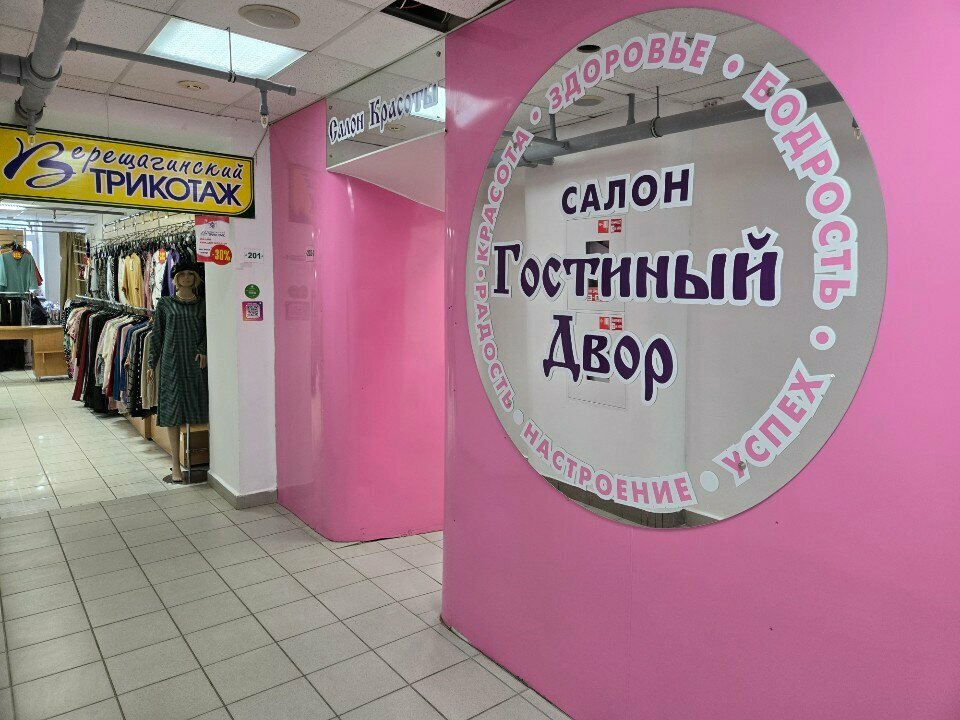 Верещагинский
ТРИКОТАЖ
-30%
201
Салон Красоты
САЛОН
Гостиный
Двор
РАДОСТЬ • КРАСОТА • ЗДОРОВЬЕ • БОДРОСТЬ • УСПЕХ • НАСТРОЕНИЕ